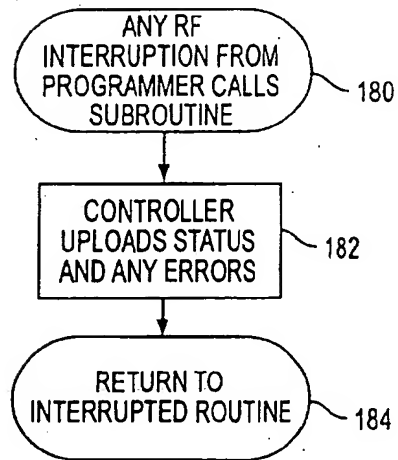 ANY RF
INTERRUPTION FROM
PROGRAMMER CALLS
SUBROUTINE
180
CONTROLLER
UPLOADS STATUS
AND ANY ERRORS
182
RETURN TO
INTERRUPTED ROUTINE
184